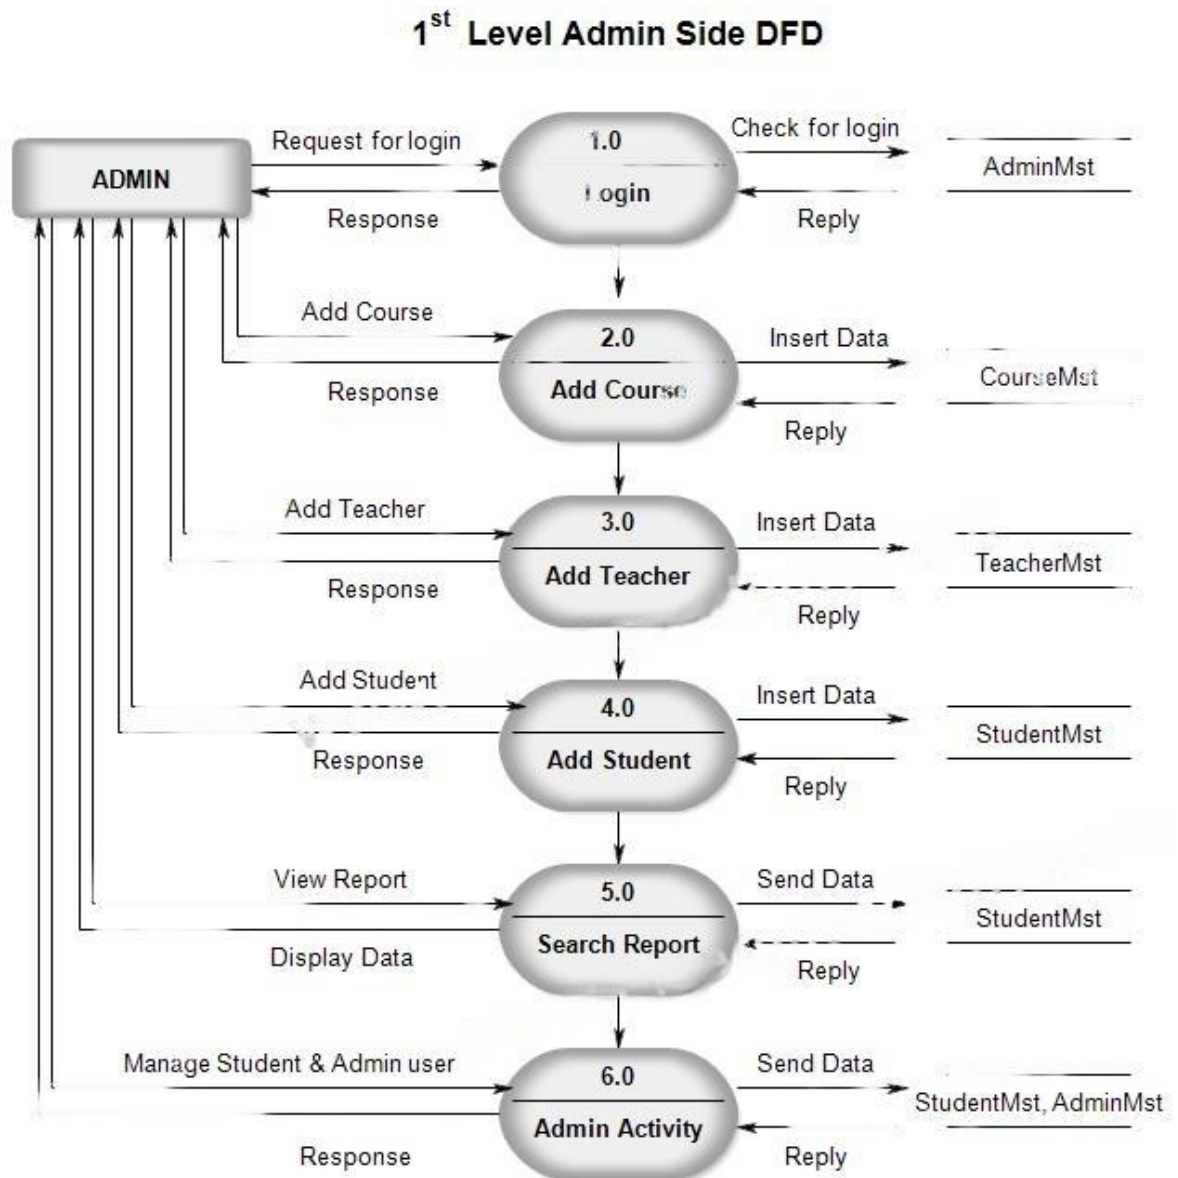 1st Level Admin Side DFD
ADMIN
Request for login
Response
1.0
Login
Check for login
Reply
AdminMst
Add Course
Response
2.0
Add Course
Insert Data
Reply
CourseMst
Add Teacher
Response
3.0
Add Teacher
Insert Data
Reply
TeacherMst
Add Student
Response
4.0
Add Student
Insert Data
Reply
StudentMst
View Report
Display Data
5.0
Search Report
Send Data
Reply
StudentMst
Manage Student & Admin user
Response
6.0
Admin Activity
Send Data
Reply
StudentMst, AdminMst